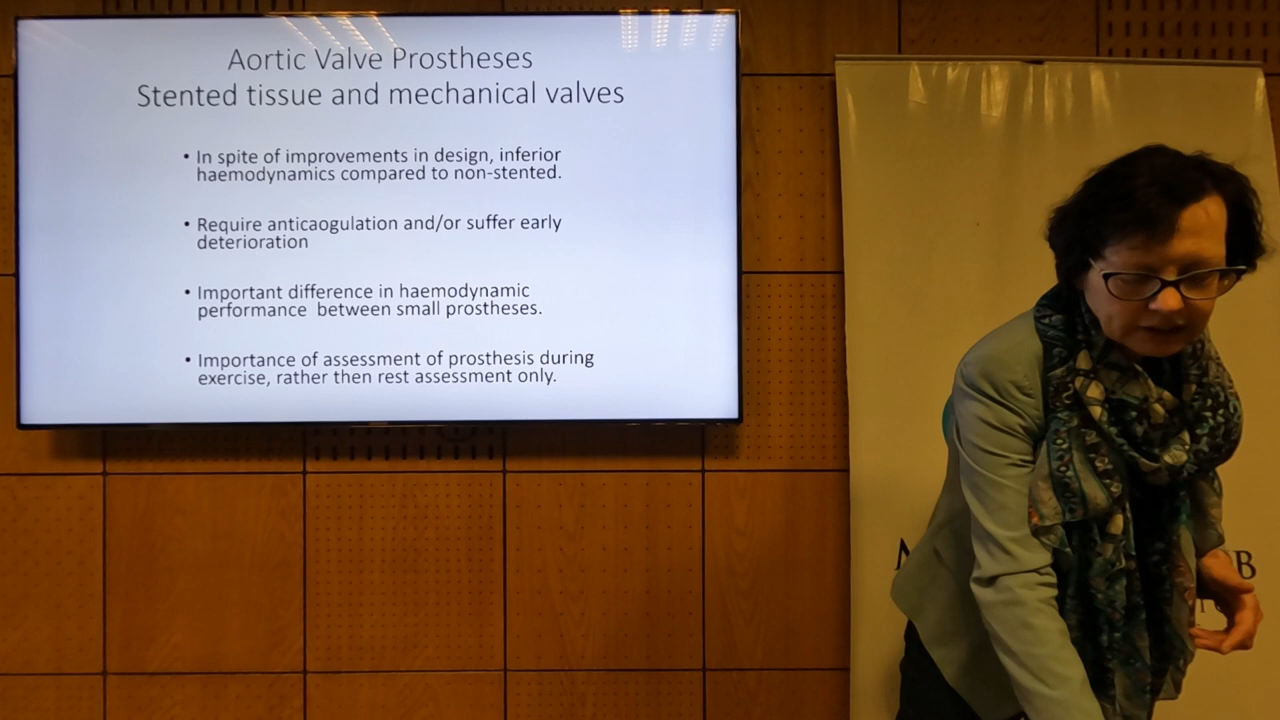 Aortic Valve Prostheses
Stented tissue and mechanical valves
• In spite of improvements in design, inferior
haemodynamics compared to non-stented.
• Require anticaogulation and/or suffer early
deterioration
• Important difference in haemodynamic
performance between small prostheses.
• Importance of assessment of prosthesis during
exercise, rather then rest assessment only.